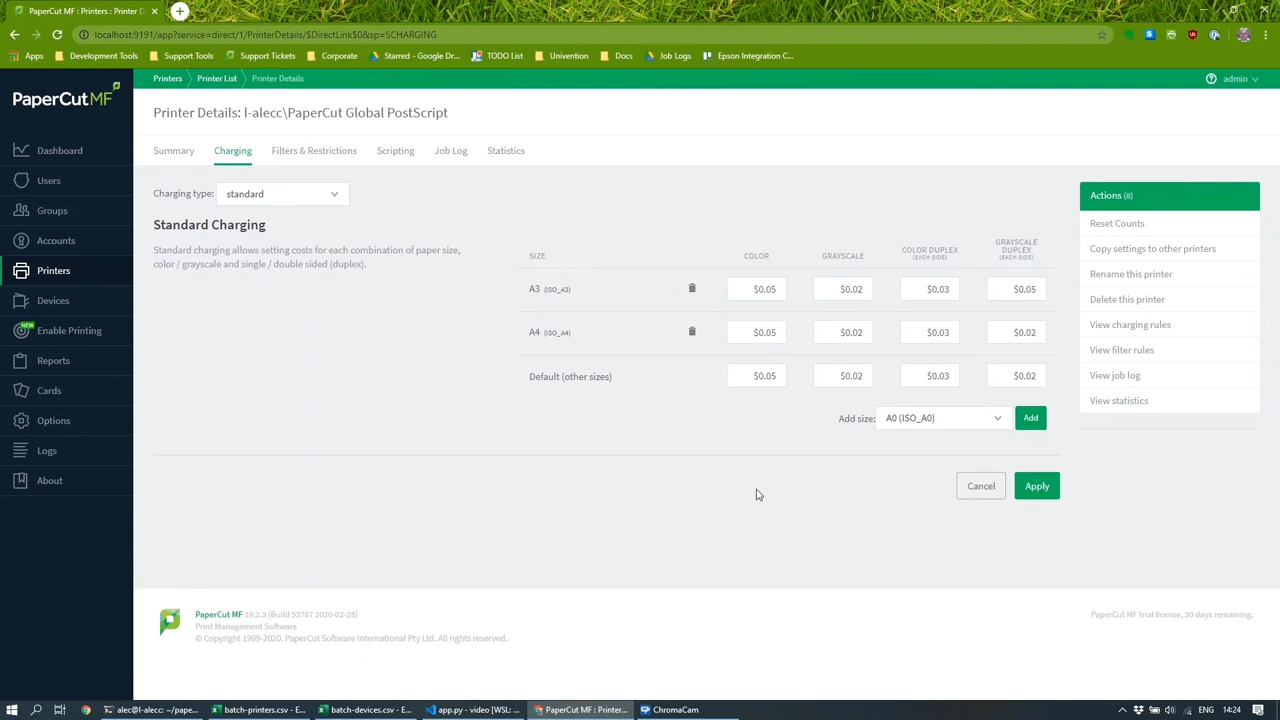 PaperCut MF : Printer D
localhost:9191/app?service=direct/1/PrinterDetails/$DirectLink$0&sp=SCHARGING
Apps
Development Tools
Support Tools
Support Tickets
Corporate
Starred - Google Dr...
TODO List
Univention
Docs
Job Logs
Epson Integration C...
PaperCutMF
Printers
Printer List
Printer Details
admin
Printer Details: l-alecc\PaperCut Global PostScript
Summary
Charging
Filters & Restrictions
Scripting
Job Log
Statistics
Dashboard
Users
Groups
Accounts
Printers
Devices
NEW
Enable Printing
Reports
Cards
Options
Logs
About
Charging type:
standard
Standard Charging
Standard charging allows setting costs for each combination of paper size,
color / grayscale and single / double sided (duplex).
SIZE
COLOR
GRAYSCALE
COLOR DUPLEX
(EACH SIDE)
GRAYSCALE
DUPLEX
(EACH SIDE)
A3 (ISO_A3)
$0.05
$0.02
$0.03
$0.05
A4 (ISO_A4)
$0.05
$0.02
$0.03
$0.02
Default (other sizes)
$0.05
$0.02
$0.03
$0.02
Add size:
A0 (ISO_A0)
Add
Cancel
Apply
Actions (8)
Reset Counts
Copy settings to other printers
Rename this printer
Delete this printer
View charging rules
View filter rules
View job log
View statistics
PaperCut MF 19.2.3 (Build 53767 2020-02-28)
Print Management Software
© Copyright 1999-2020. PaperCut Software International Pty Ltd. All rights reserved.
PaperCut MF trial license, 30 days remaining.
alec@l-alecc: ~/pape...
batch-printers.csv - E...
batch-devices.csv - E...
app.py - video [WSL: ...
PaperCut MF : Printer...
ChromaCam
14:24